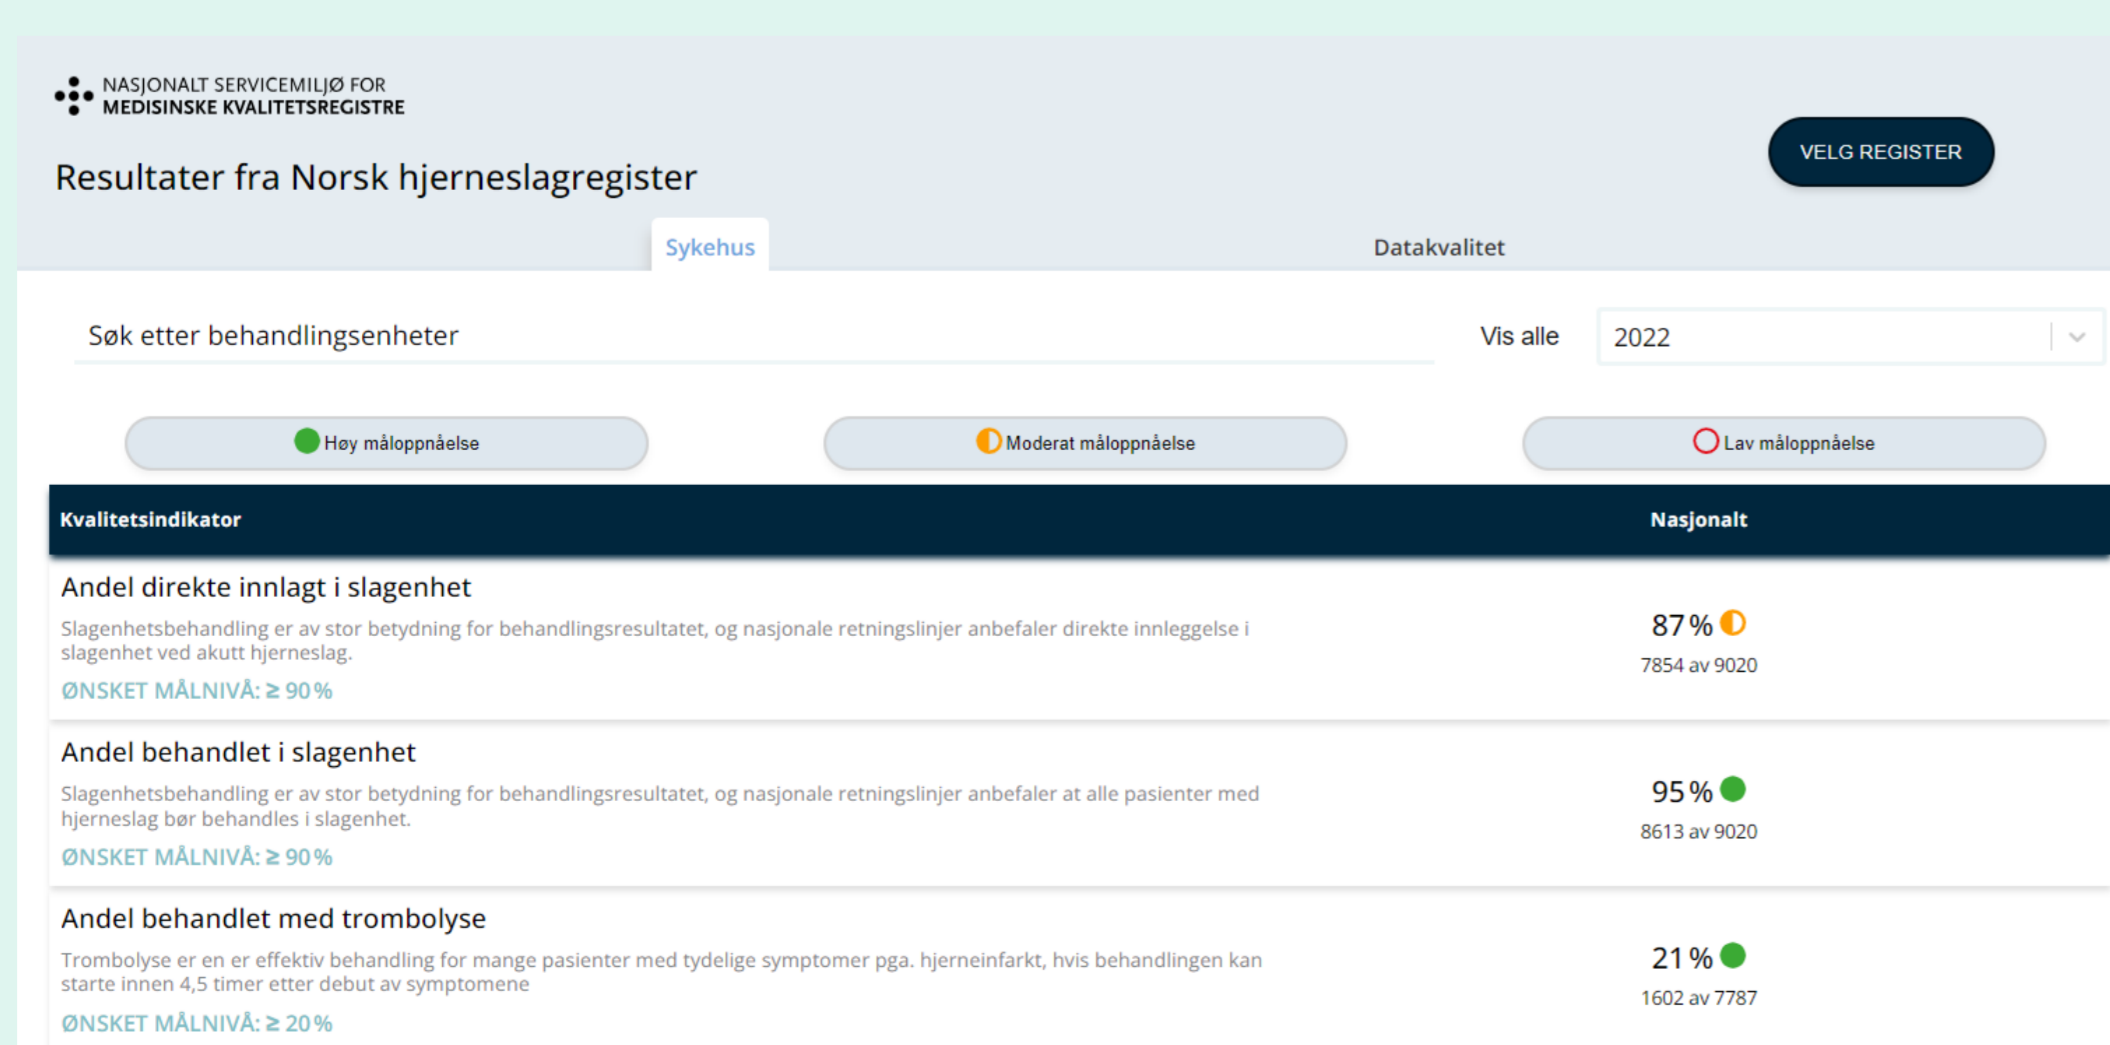 NASJONALT SERVICEMILJØ FOR
MEDISINSKE KVALITETSREGISTRE
VELG REGISTER
Resultater fra Norsk hjerneslagregister
Sykehus
Datakvalitet
Søk etter behandlingsenheter
Vis alle
2022
Høy måloppnåelse
Moderat måloppnåelse
Lav måloppnåelse
Kvalitetsindikator
Nasjonalt
Andel direkte innlagt i slagenhet
Slagenhetsbehandling er av stor betydning for behandlingsresultatet, og nasjonale retningslinjer anbefaler direkte innleggelse i
slagenhet ved akutt hjerneslag.
ØNSKET MÅLNIVÅ: ≥ 90 %
87 %
7854 av 9020
Andel behandlet i slagenhet
Slagenhetsbehandling er av stor betydning for behandlingsresultatet, og nasjonale retningslinjer anbefaler at alle pasienter med
hjerneslag bør behandles i slagenhet.
ØNSKET MÅLNIVÅ: ≥ 90 %
95 %
8613 av 9020
Andel behandlet med trombolyse
Trombolyse er en er effektiv behandling for mange pasienter med tydelige symptomer pga. hjerneinfarkt, hvis behandlingen kan
starte innen 4,5 timer etter debut av symptomene
ØNSKET MÅLNIVÅ: ≥ 20 %
21 %
1602 av 7787